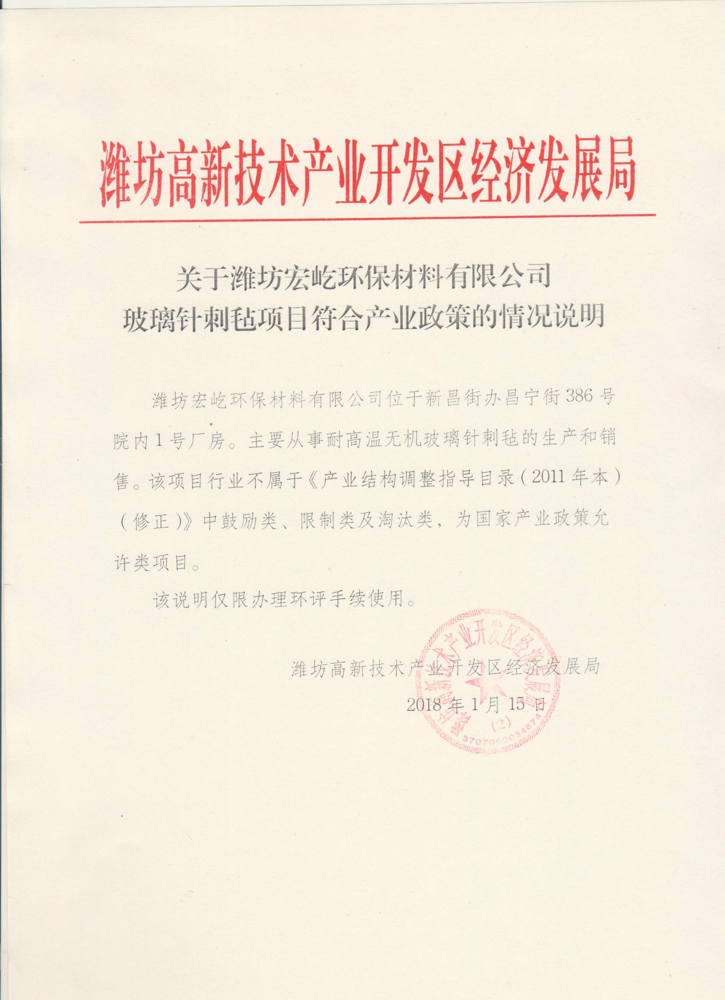 潍坊高新技术产业开发区经济发展局
关于潍坊宏屹环保材料有限公司
玻璃针刺毡项目符合产业政策的情况说明
潍坊宏屹环保材料有限公司位于新昌街办昌宁街386号
院内1号厂房。主要从事耐高温无机玻璃针刺毡的生产和销
售。该项目行业不属于《产业结构调整指导目录(2011年本)
(修正)》中鼓励类、限制类及淘汰类,为国家产业政策允
许类项目。
该说明仅限办理环评手续使用。
潍坊高新技术产业开发区经济发展局
2018年1月15日
潍坊高新技术产业开发区经济发展局
(2)